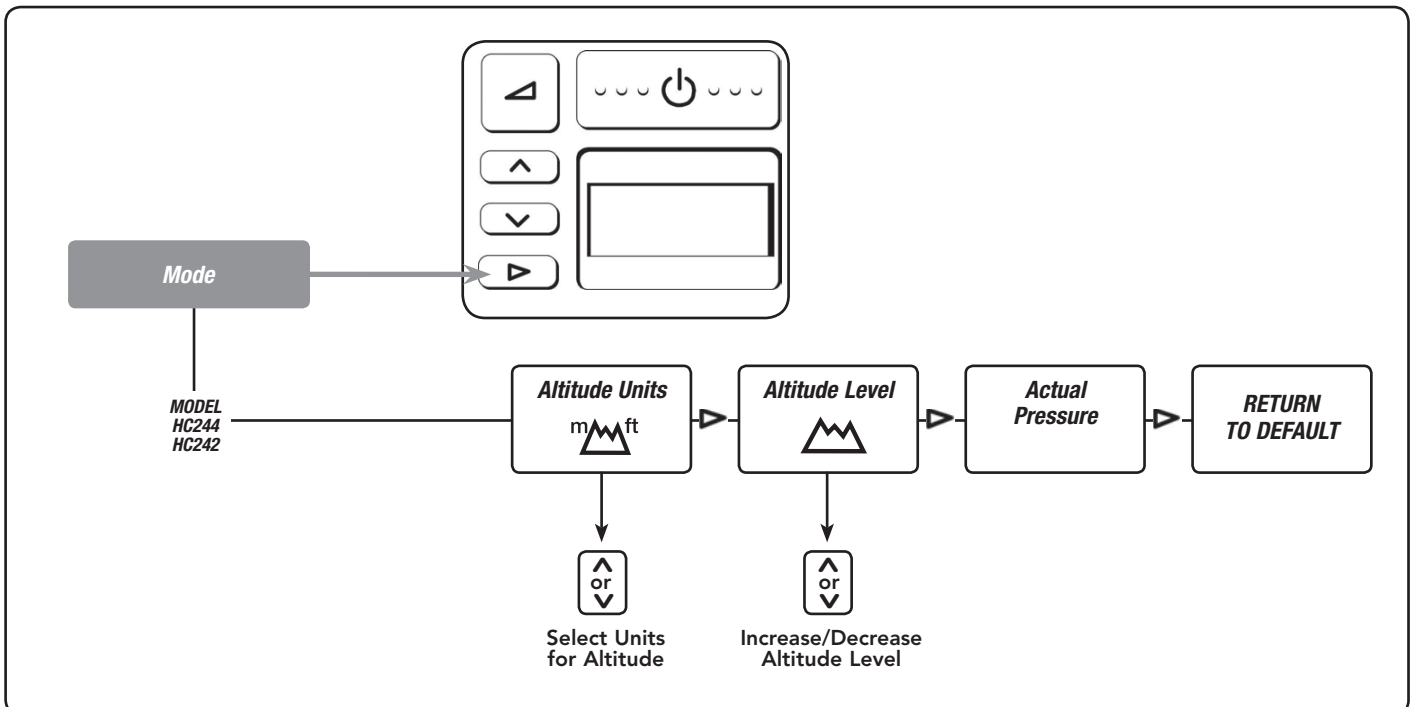 Mode
MODEL
HC244
HC242
Altitude Units
m ft
Altitude Level
Actual
Pressure
RETURN
TO DEFAULT
or
or
Select Units
for Altitude
Increase/Decrease
Altitude Level